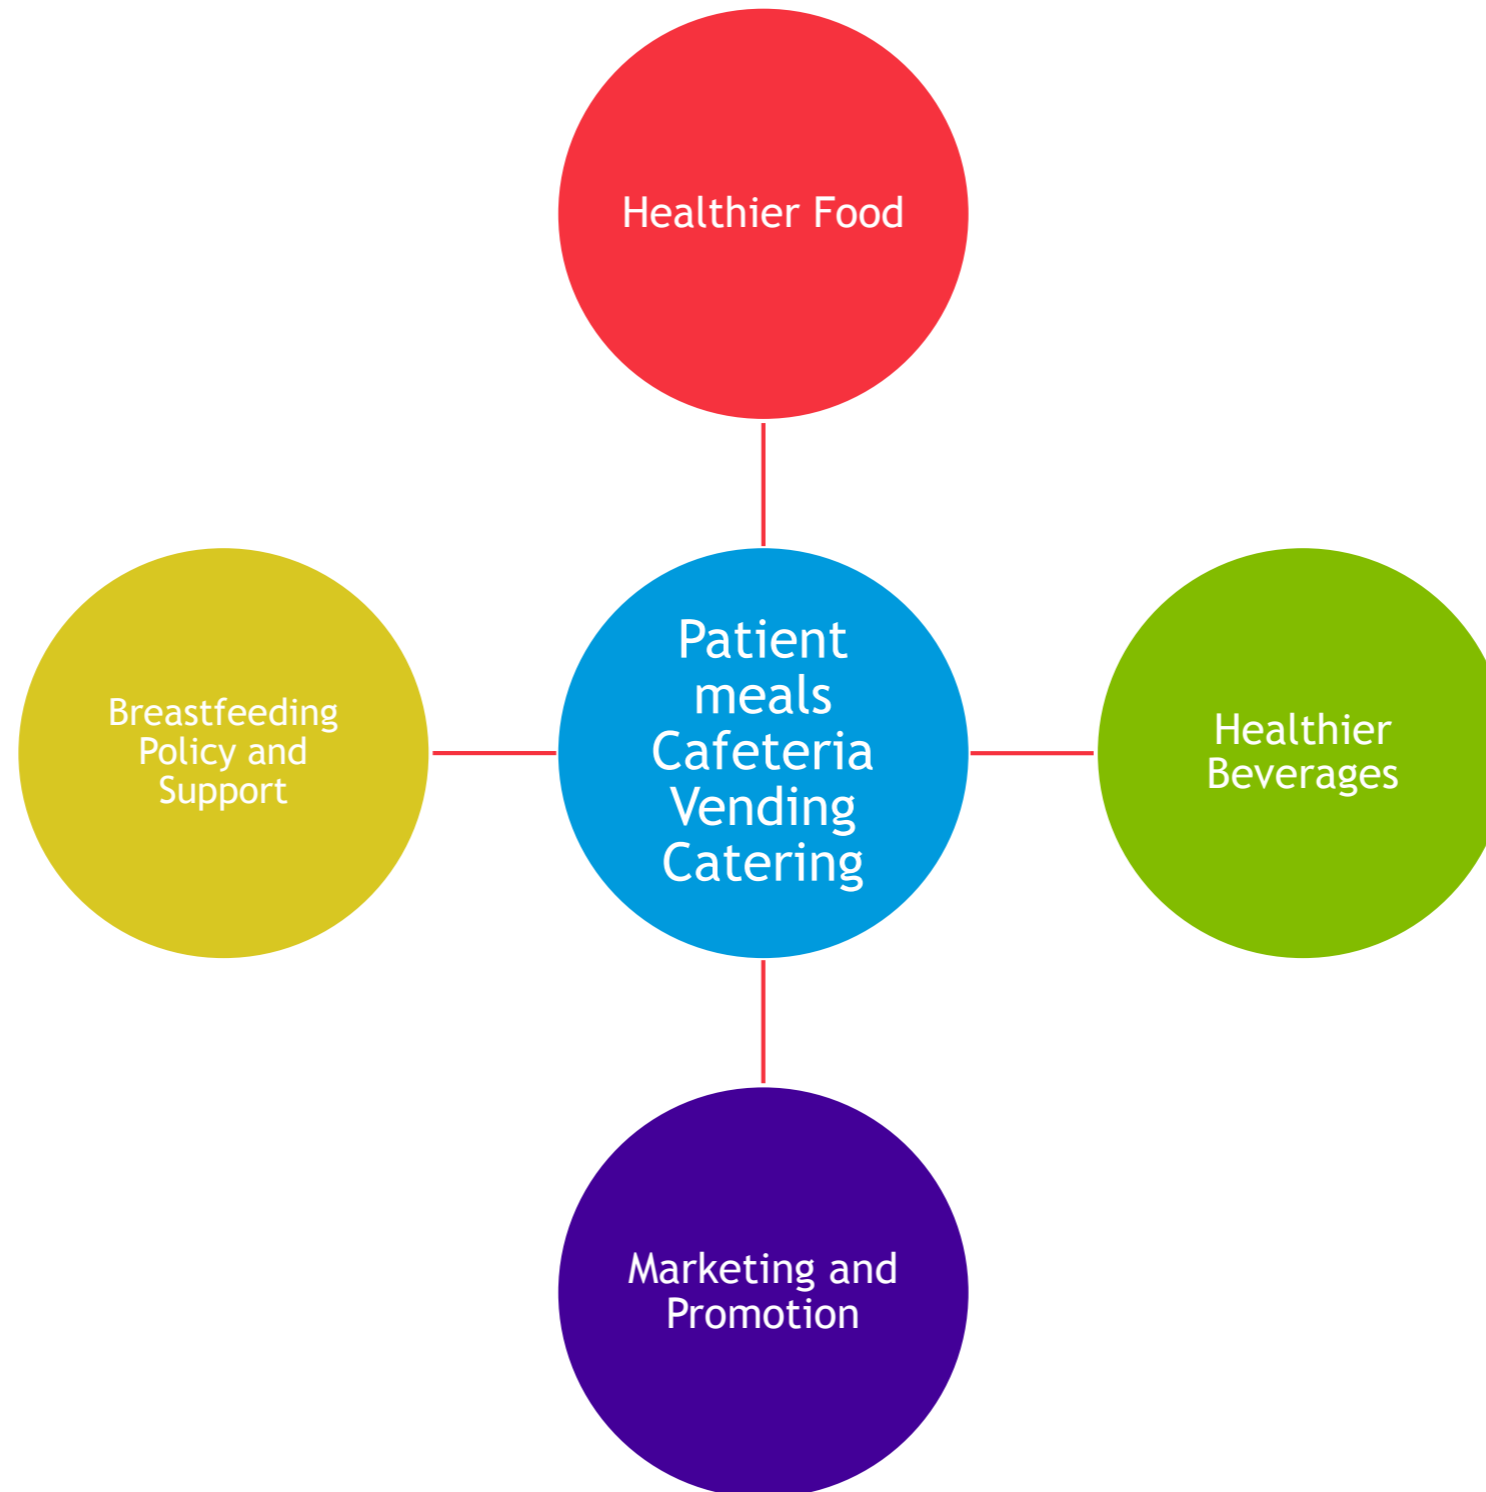 Healthier Food
Breastfeeding
Policy and
Support
Patient
meals
Cafeteria
Vending
Catering
Healthier
Beverages
Marketing and
Promotion